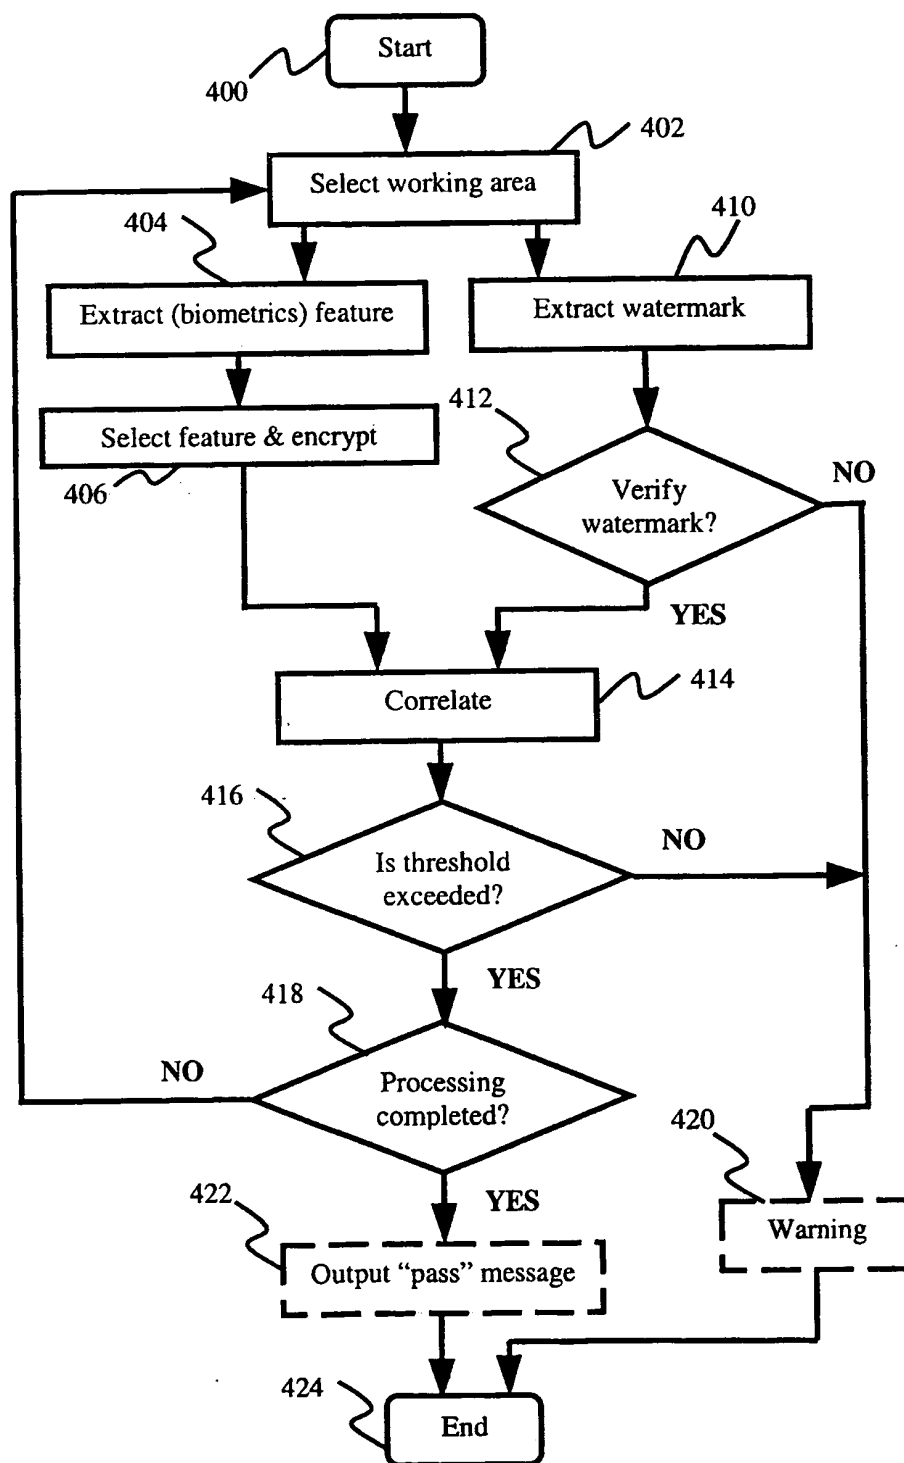 Start
400
402
Select working area
404
410
Extract (biometrics) feature
Extract watermark
412
Select feature & encrypt
406
NO
Verify
watermark?
YES
Correlate
414
416
NO
Is threshold
exceeded?
YES
418
NO
Processing
completed?
420
422
YES
Warning
Output “pass” message
424
End